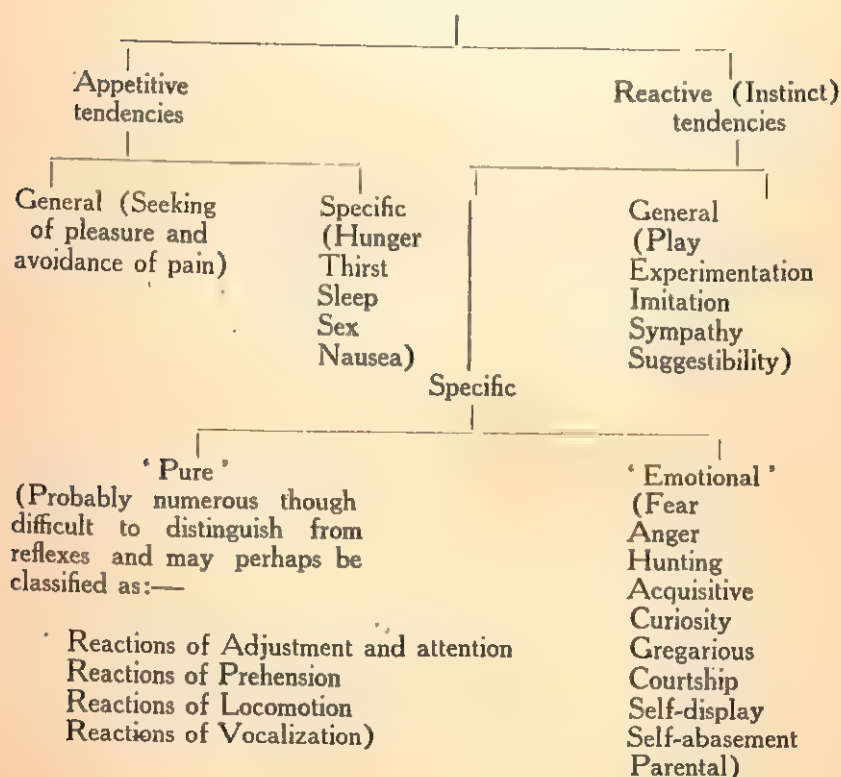 Appetitive
tendencies
Reactive (Instinct)
tendencies
General (Seeking
of pleasure and
avoidance of pain)
Specific
(Hunger
Thirst
Sleep
Sex
Nausea)
General
(Play
Experimentation
Imitation
Sympathy
Suggestibility)
Specific
‘ Pure ’
(Probably numerous though
difficult to distinguish from
reflexes and may perhaps be
classified as:—
Reactions of Adjustment and attention
Reactions of Prehension
Reactions of Locomotion
Reactions of Vocalization)
‘ Emotional ’
(Fear
Anger
Hunting
Acquisitive
Curiosity
Gregarious
Courtship
Self-display
Self-abasement
Parental)